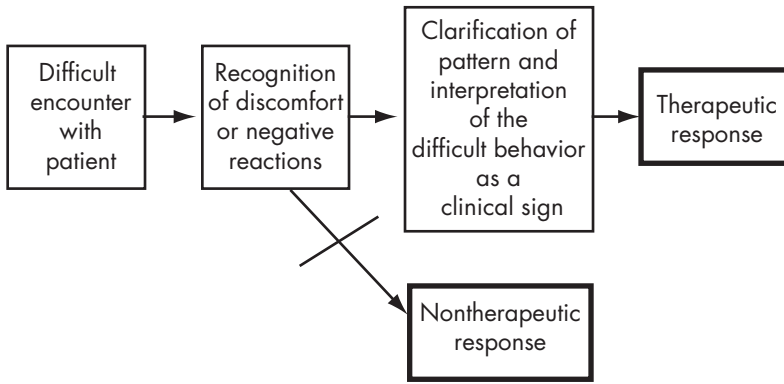 Difficult
encounter
with
patient
Recognition
of discomfort
or negative
reactions
Clarification of
pattern and
interpretation
of the
difficult behavior
as a
clinical sign
Therapeutic
response
Nontherapeutic
response